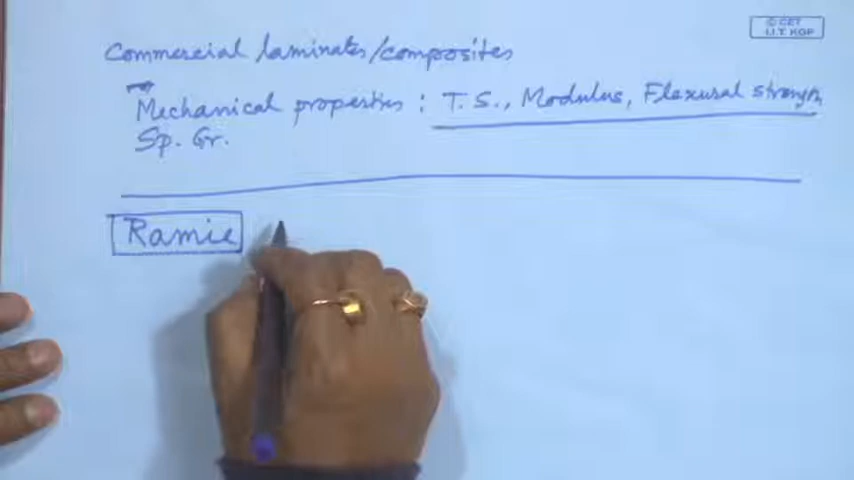 © CET
I.I.T. KGP
Commercial laminates/composites
Mechanical properties : T.S., Modulus, Flexural strength
Sp. Gr.
Ramie